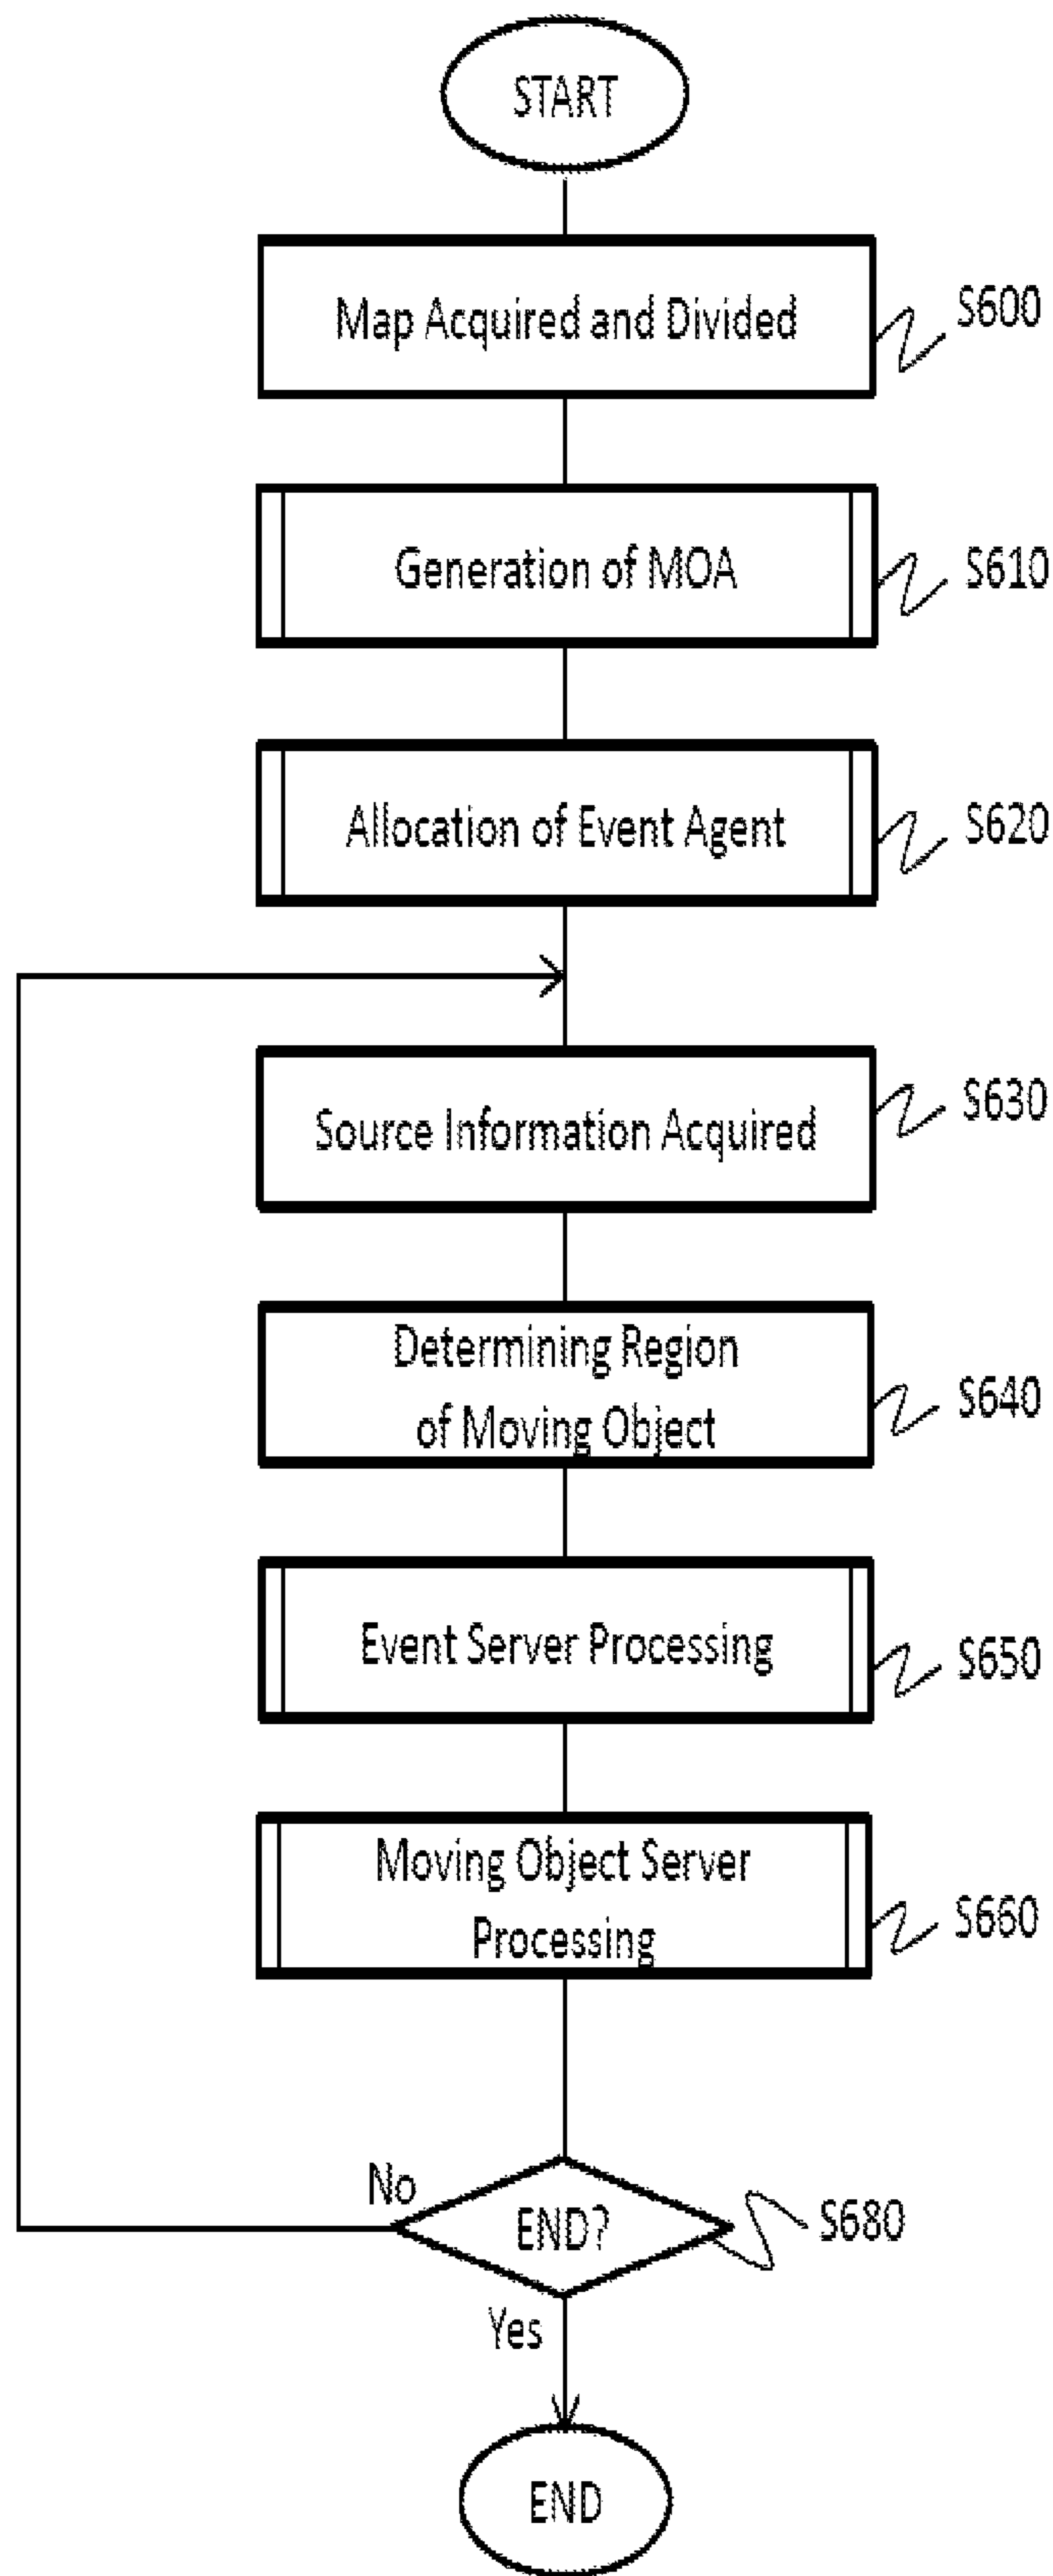 START
Map Acquired and Divided
S600
Generation of MOA
S610
Allocation of Event Agent
S620
Source Information Acquired
S630
Determining Region
of Moving Object
S640
Event Server Processing
S650
Moving Object Server
Processing
S660
No
END?
S680
Yes
END